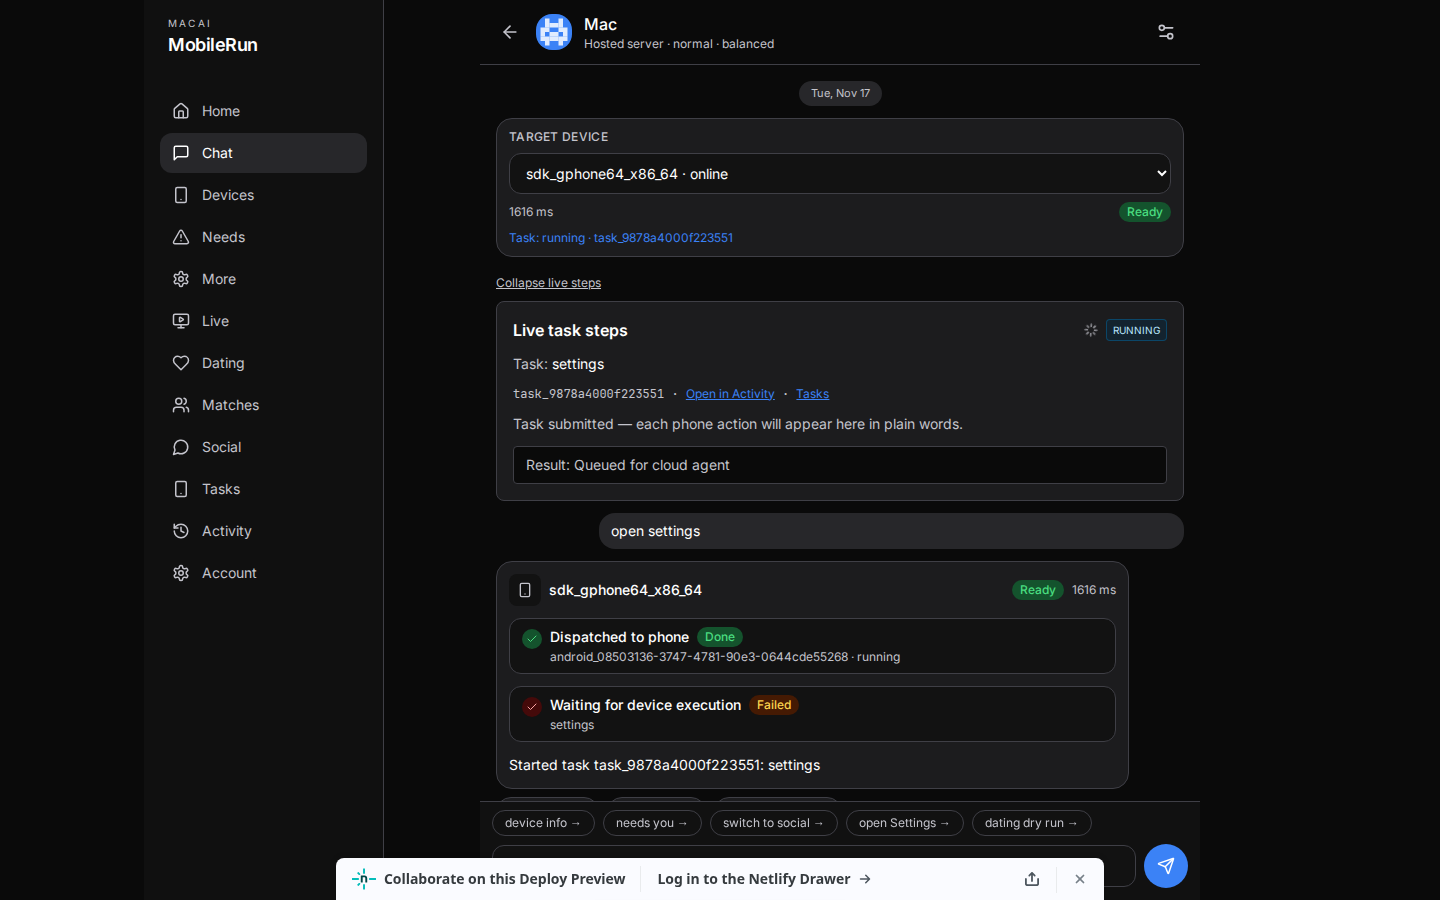 MACAI
MobileRun
Home
Chat
Devices
Needs
More
Live
Dating
Matches
Social
Tasks
Activity
Account
Mac
Hosted server · normal · balanced
Tue, Nov 17
TARGET DEVICE
sdk_gphone64_x86_64 · online
1616 ms
Ready
Task: running · task_9878a4000f223551
Collapse live steps
Live task steps
RUNNING
Task: settings
task_9878a4000f223551 · Open in Activity · Tasks
Task submitted — each phone action will appear here in plain words.
Result: Queued for cloud agent
open settings
sdk_gphone64_x86_64
Ready 1616 ms
Dispatched to phone Done
android_08503136-3747-4781-90e3-0644cde55268 · running
Waiting for device execution Failed
settings
Started task task_9878a4000f223551: settings
device info →
needs you →
switch to social →
open Settings →
dating dry run →
Collaborate on this Deploy Preview
Log in to the Netlify Drawer →